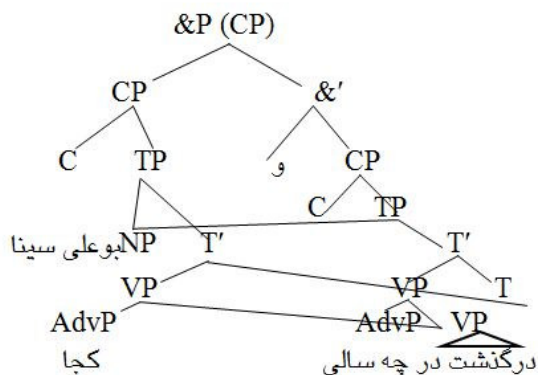 &P (CP)
CP &′
C TP و CP
C TP
بوعلی سینا NP T′ T′
VP VP T
AdvP AdvP VP
کجا درگذشت در چه سالی